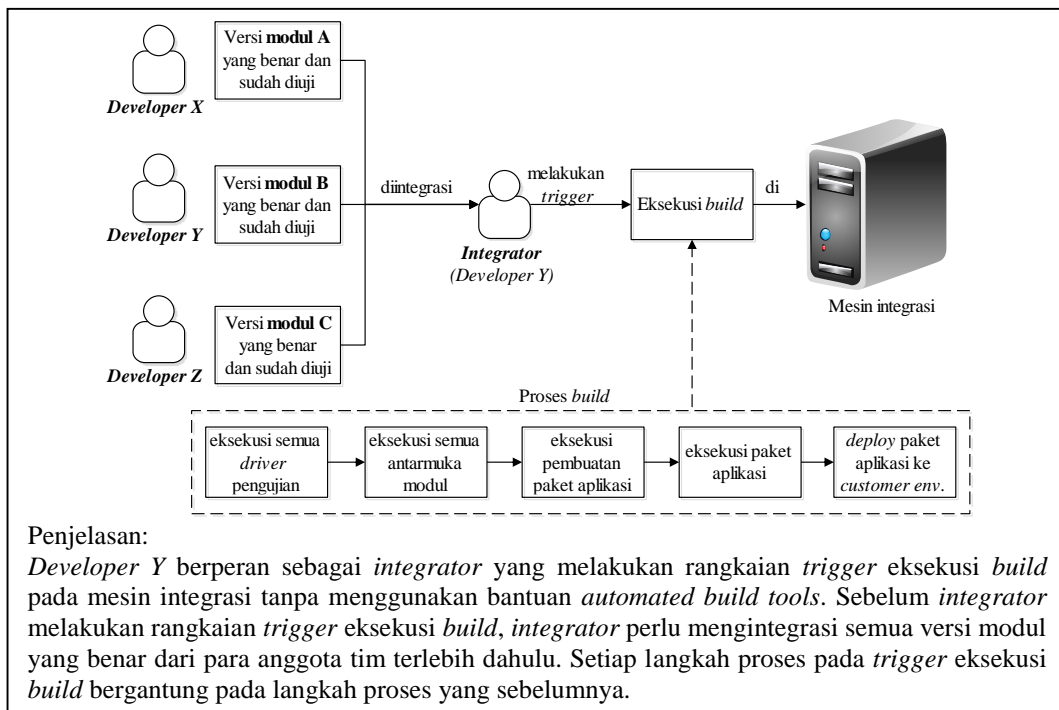 Versi modul A
yang benar dan
sudah diuji
Developer X
Versi modul B
yang benar dan
sudah diuji
Developer Y
Versi modul C
yang benar
dan sudah diuji
Developer Z
diintegrasi
Integrator
(Developer Y)
melakukan
trigger
Eksekusi build
di
Mesin integrasi
Proses build
eksekusi semua
driver
pengujian
eksekusi semua
antarmuka
modul
eksekusi
pembuatan
paket aplikasi
eksekusi paket
aplikasi
deploy paket
aplikasi ke
customer env.
Penjelasan:
Developer Y berperan sebagai integrator yang melakukan rangkaian trigger eksekusi build
pada mesin integrasi tanpa menggunakan bantuan automated build tools. Sebelum integrator
melakukan rangkaian trigger eksekusi build, integrator perlu mengintegrasi semua versi modul
yang benar dari para anggota tim terlebih dahulu. Setiap langkah proses pada trigger eksekusi
build bergantung pada langkah proses yang sebelumnya.